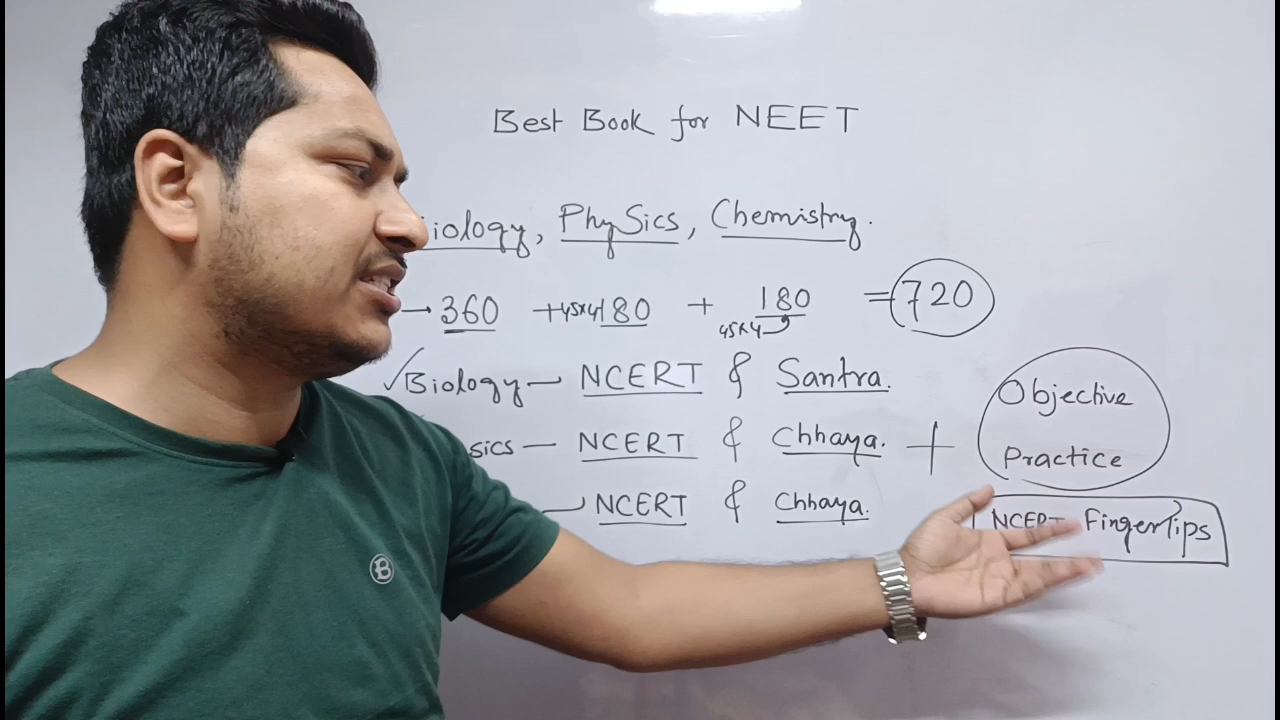 Best Book for NEET
iology, Physics, Chemistry.
→ 360 + 45x4 180 + 180 = 720
45x4
✓Biology — NCERT & Santra.
sics — NCERT & Chhaya. + Objective Practice
NCERT & Chhaya.
NCERT Fingertips
B